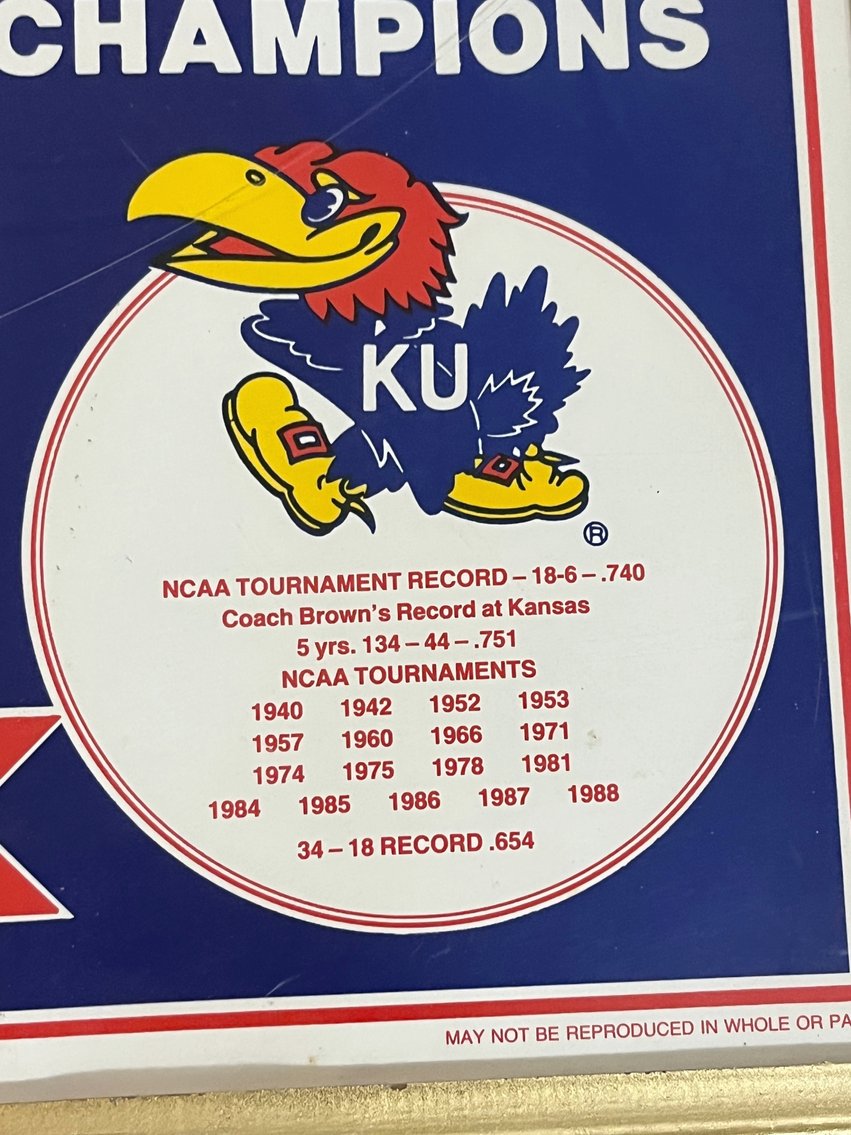 CHAMPIONS
KU
®
NCAA TOURNAMENT RECORD – 18-6 – .740
Coach Brown's Record at Kansas
5 yrs. 134 – 44 – .751
NCAA TOURNAMENTS
1940 1942 1952 1953
1957 1960 1966 1971
1974 1975 1978 1981
1984 1985 1986 1987 1988
34 – 18 RECORD .654
MAY NOT BE REPRODUCED IN WHOLE OR PA